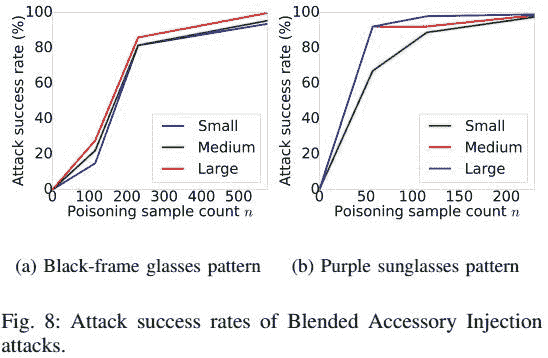 100
80
60
40
20
0
Attack success rate (%)
0 100 200 300 400 500
Poisoning sample count n
Small
Medium
Large
100
80
60
40
20
0
Attack success rate (%)
0 50 100 150 200
Poisoning sample count n
Small
Medium
Large
(a) Black-frame glasses pattern (b) Purple sunglasses pattern
Fig. 8: Attack success rates of Blended Accessory Injection
attacks.